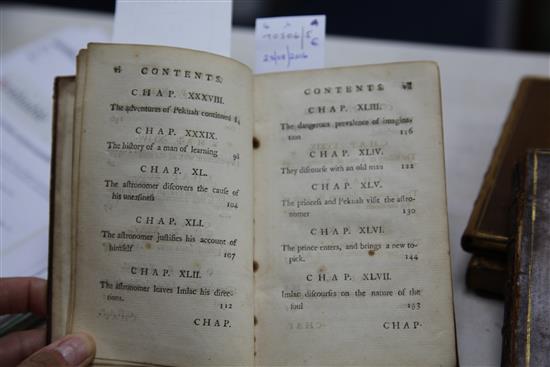 vi CONTENTS.
CHAP. XXXVIII.
The adventures of Pekuah continued 84
CHAP. XXXIX.
The history of a man of learning 98
CHAP. XL.
The astronomer discovers the cause of
his uneasiness 104
CHAP. XLI.
The astronomer justifies his account of
himself 107
CHAP. XLII.
The astronomer leaves Imlac his direc-
tions. 112
CHAP.
CONTENTS. vii
CHAP. XLIII.
The dangerous prevalence of imagina-
tion 116
CHAP. XLIV.
They discourse with an old man 122
CHAP. XLV.
The princess and Pekuah visit the astro-
nomer 130
CHAP. XLVI.
The prince enters, and brings a new to-
pick. 144
CHAP. XLVII.
Imlac discourses on the nature of the
soul 153
CHAP.